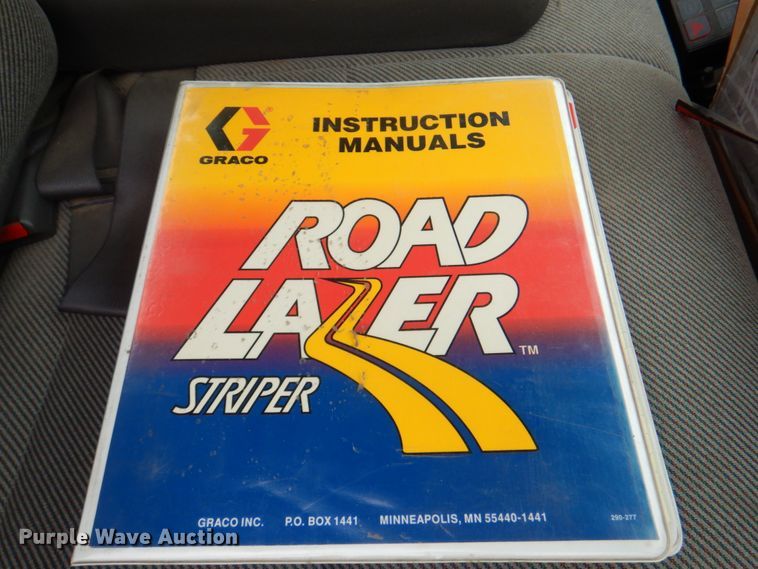 GRACO
INSTRUCTION
MANUALS
ROAD
LAZER
TM
STRIPER
GRACO INC. P.O. BOX 1441 MINNEAPOLIS, MN 55440-1441
290-277
Purple Wave Auction